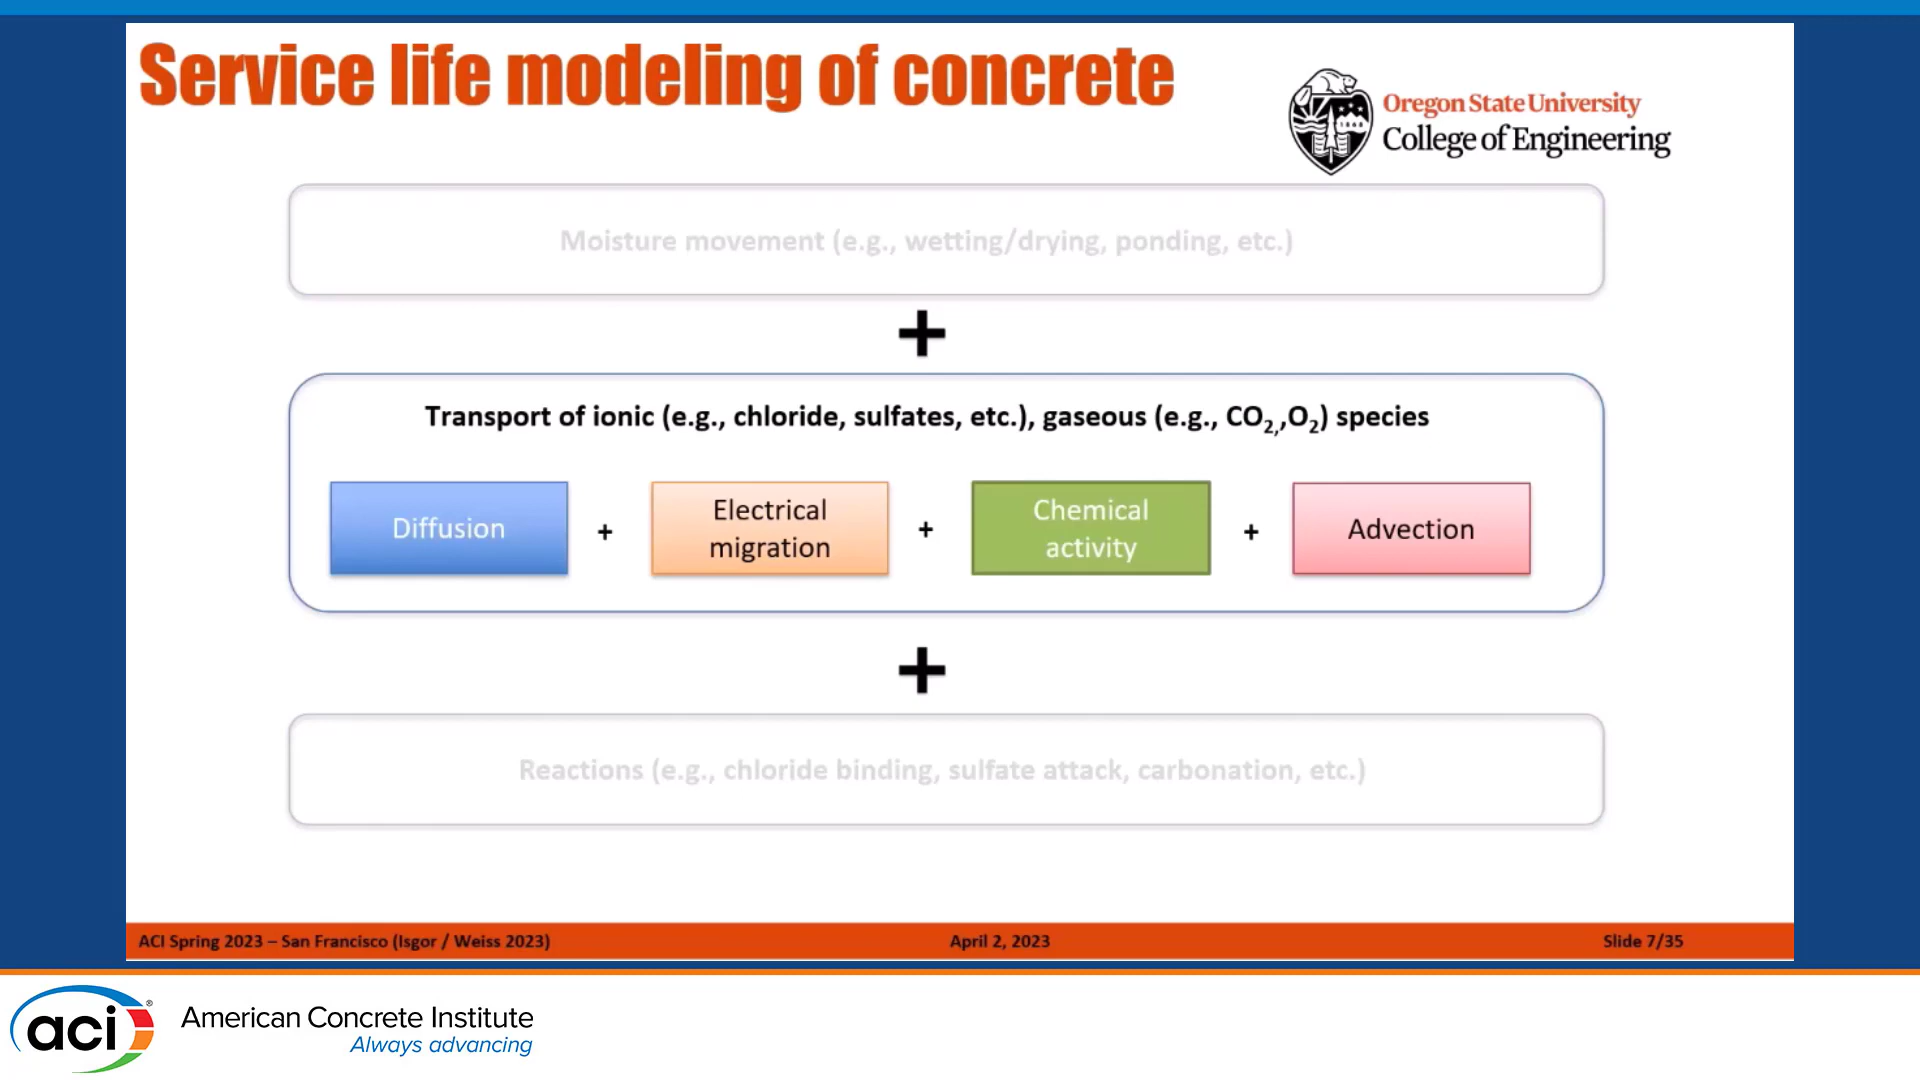 Service life modeling of concrete
Oregon State University
College of Engineering
Moisture movement (e.g., wetting/drying, ponding, etc.)
+
Transport of ionic (e.g., chloride, sulfates, etc.), gaseous (e.g., CO₂,,O₂) species
Diffusion + Electrical migration + Chemical activity + Advection
+
Reactions (e.g., chloride binding, sulfate attack, carbonation, etc.)
ACI Spring 2023 – San Francisco (Isgor / Weiss 2023) April 2, 2023 Slide 7/35
aci® American Concrete Institute
Always advancing